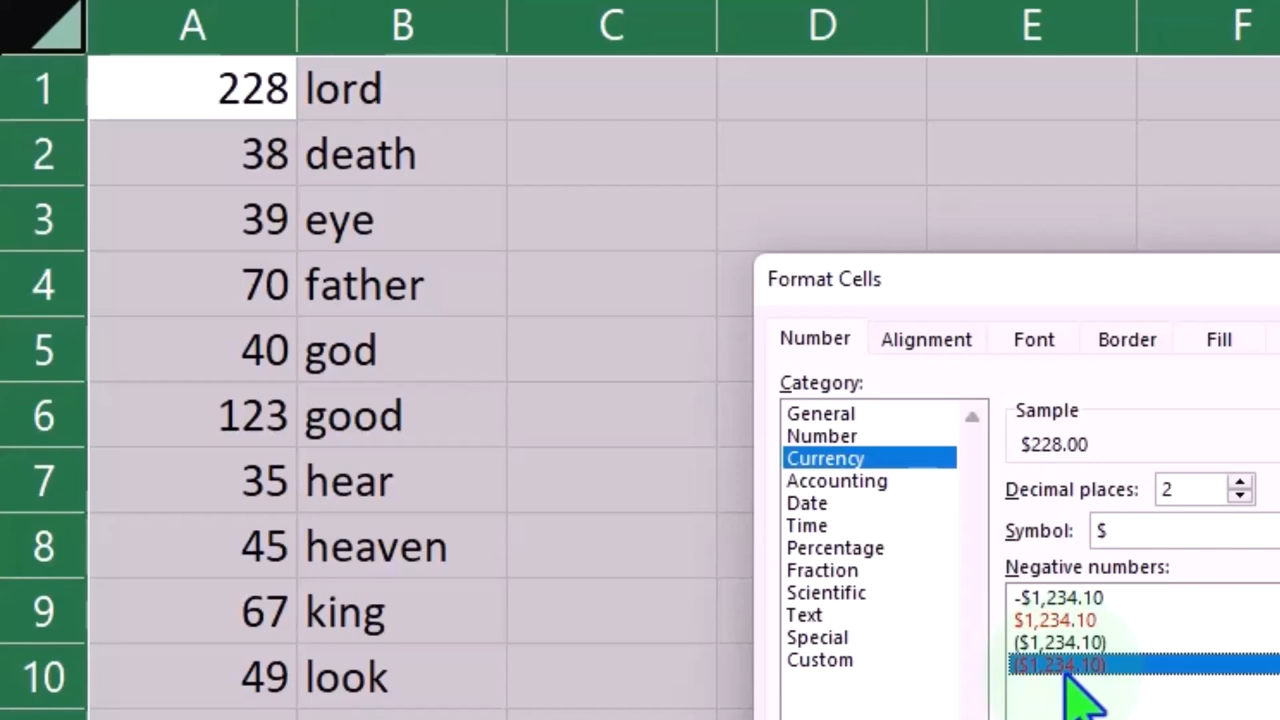 A B C D E F
1 228 lord
2 38 death
3 39 eye
4 70 father
5 40 god
6 123 good
7 35 hear
8 45 heaven
9 67 king
10 49 look
Format Cells
Number Alignment Font Border Fill
Category:
General
Number
Currency
Accounting
Date
Time
Percentage
Fraction
Scientific
Text
Special
Custom
Sample
$228.00
Decimal places: 2
Symbol: $
Negative numbers:
-$1,234.10
$1,234.10
($1,234.10)
($1,234.10)